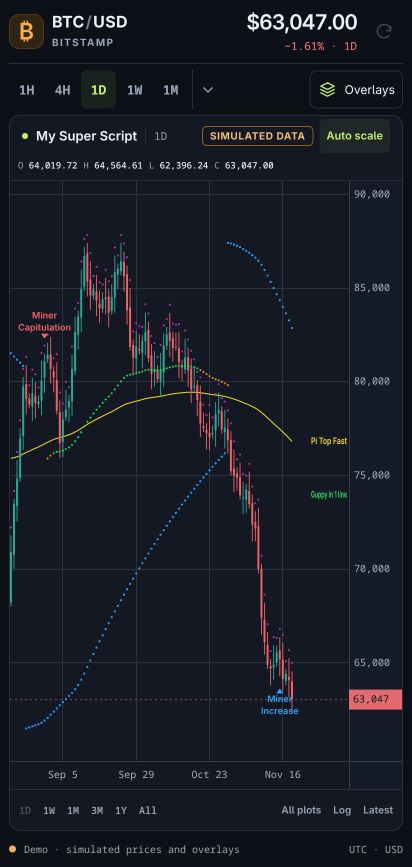 BTC/USD
BITSTAMP
$63,047.00
−1.61% · 1D
1H 4H 1D 1W 1M
Overlays
My Super Script 1D
SIMULATED DATA
Auto scale
O 64,019.72 H 64,564.61 L 62,396.24 C 63,047.00
90,000
85,000
Miner
Capitulation
80,000
Pi Top Fast
75,000
Guppy in 1 line
70,000
65,000
63,047
Miner
Increase
Sep 5 Sep 29 Oct 23 Nov 16
1D 1W 1M 3M 1Y All
All plots Log Latest
Demo · simulated prices and overlays
UTC · USD